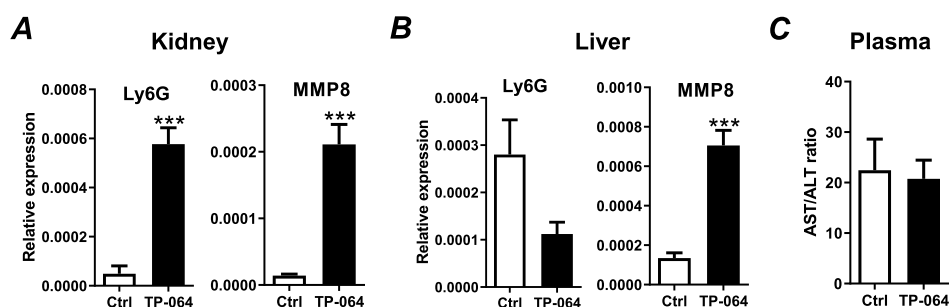 A
Kidney
Relative expression
Ly6G
***
0.0008
0.0006
0.0004
0.0002
0.0000
Ctrl TP-064
MMP8
***
0.0003
0.0002
0.0001
0.0000
Ctrl TP-064
B
Liver
Relative expression
Ly6G
0.0004
0.0003
0.0002
0.0001
0.0000
Ctrl TP-064
MMP8
***
0.0010
0.0008
0.0006
0.0004
0.0002
0.0000
Ctrl TP-064
C
Plasma
AST/ALT ratio
40
30
20
10
0
Ctrl TP-064